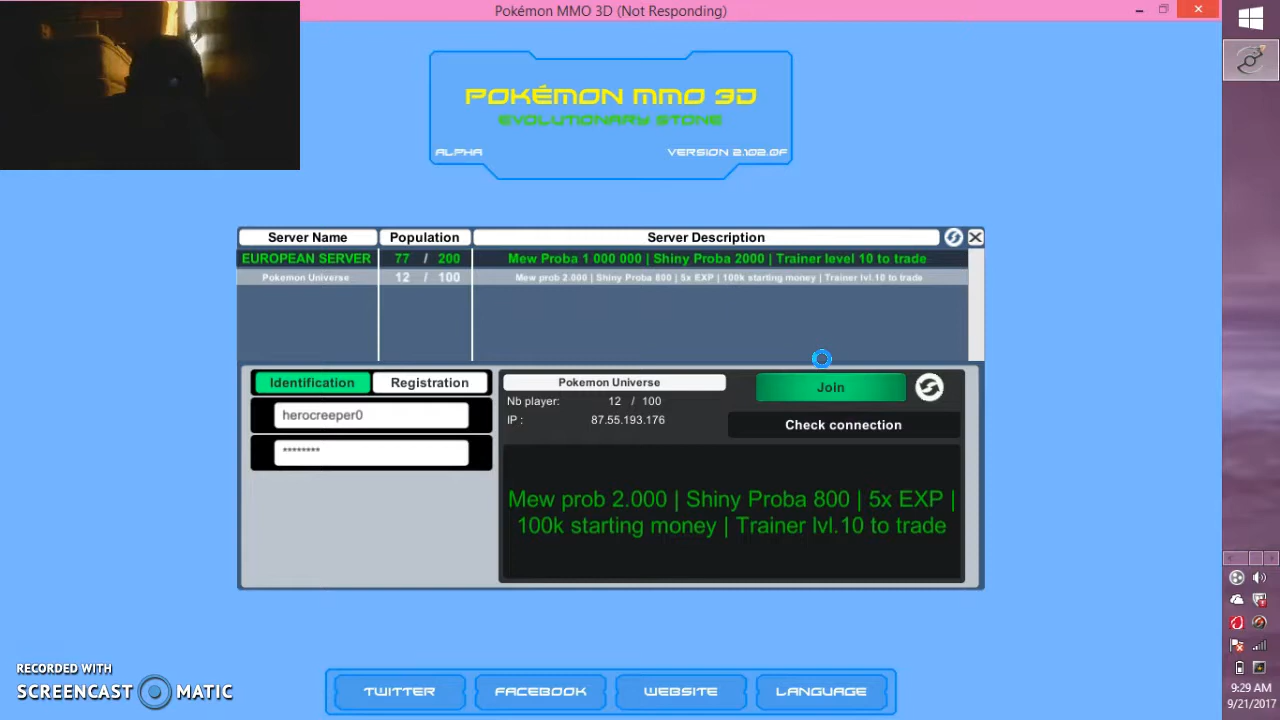 Pokémon MMO 3D (Not Responding)
POKÉMON MMO 3D
EVOLUTIONARY STONE
ALPHA VERSION 2.102.0F
Server Name Population Server Description
EUROPEAN SERVER 77 / 200 Mew Proba 1 000 000 | Shiny Proba 2000 | Trainer level 10 to trade
Pokemon Universe 12 / 100 Mew prob 2.000 | Shiny Proba 800 | 5x EXP | 100k starting money | Trainer lvl.10 to trade
Identification Registration
herocreeper0
********
Pokemon Universe
Nb player: 12 / 100
IP : 87.55.193.176
Join
Check connection
Mew prob 2.000 | Shiny Proba 800 | 5x EXP |
100k starting money | Trainer lvl.10 to trade
TWITTER FACEBOOK WEBSITE LANGUAGE
RECORDED WITH
SCREENCAST MATIC
9:29 AM
9/21/2017